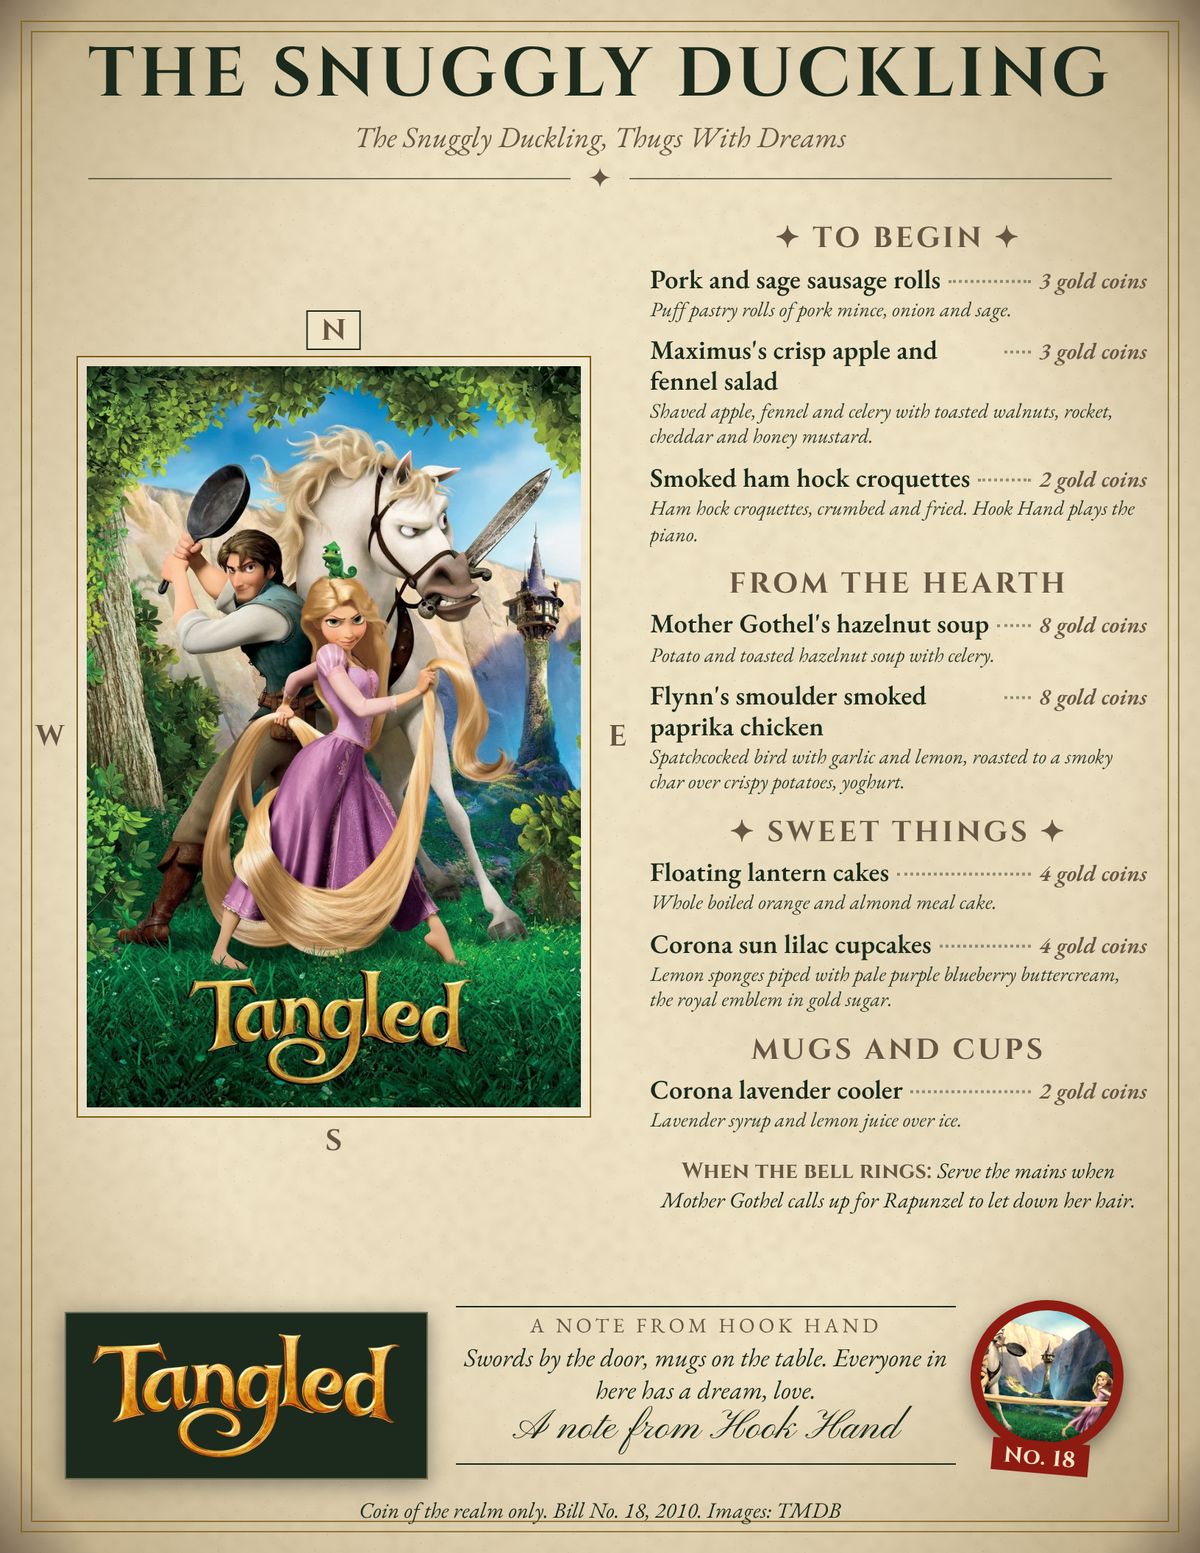 THE SNUGGLY DUCKLING
The Snuggly Duckling, Thugs With Dreams
N
W
E
S
Tangled
TO BEGIN
Pork and sage sausage rolls 3 gold coins
Puff pastry rolls of pork mince, onion and sage.
Maximus's crisp apple and 3 gold coins
fennel salad
Shaved apple, fennel and celery with toasted walnuts, rocket,
cheddar and honey mustard.
Smoked ham hock croquettes 2 gold coins
Ham hock croquettes, crumbed and fried. Hook Hand plays the
piano.
FROM THE HEARTH
Mother Gothel's hazelnut soup 8 gold coins
Potato and toasted hazelnut soup with celery.
Flynn's smoulder smoked 8 gold coins
paprika chicken
Spatchcocked bird with garlic and lemon, roasted to a smoky
char over crispy potatoes, yoghurt.
SWEET THINGS
Floating lantern cakes 4 gold coins
Whole boiled orange and almond meal cake.
Corona sun lilac cupcakes 4 gold coins
Lemon sponges piped with pale purple blueberry buttercream,
the royal emblem in gold sugar.
MUGS AND CUPS
Corona lavender cooler 2 gold coins
Lavender syrup and lemon juice over ice.
WHEN THE BELL RINGS: Serve the mains when
Mother Gothel calls up for Rapunzel to let down her hair.
Tangled
A NOTE FROM HOOK HAND
Swords by the door, mugs on the table. Everyone in
here has a dream, love.
A note from Hook Hand
NO. 18
Coin of the realm only. Bill No. 18, 2010. Images: TMDB